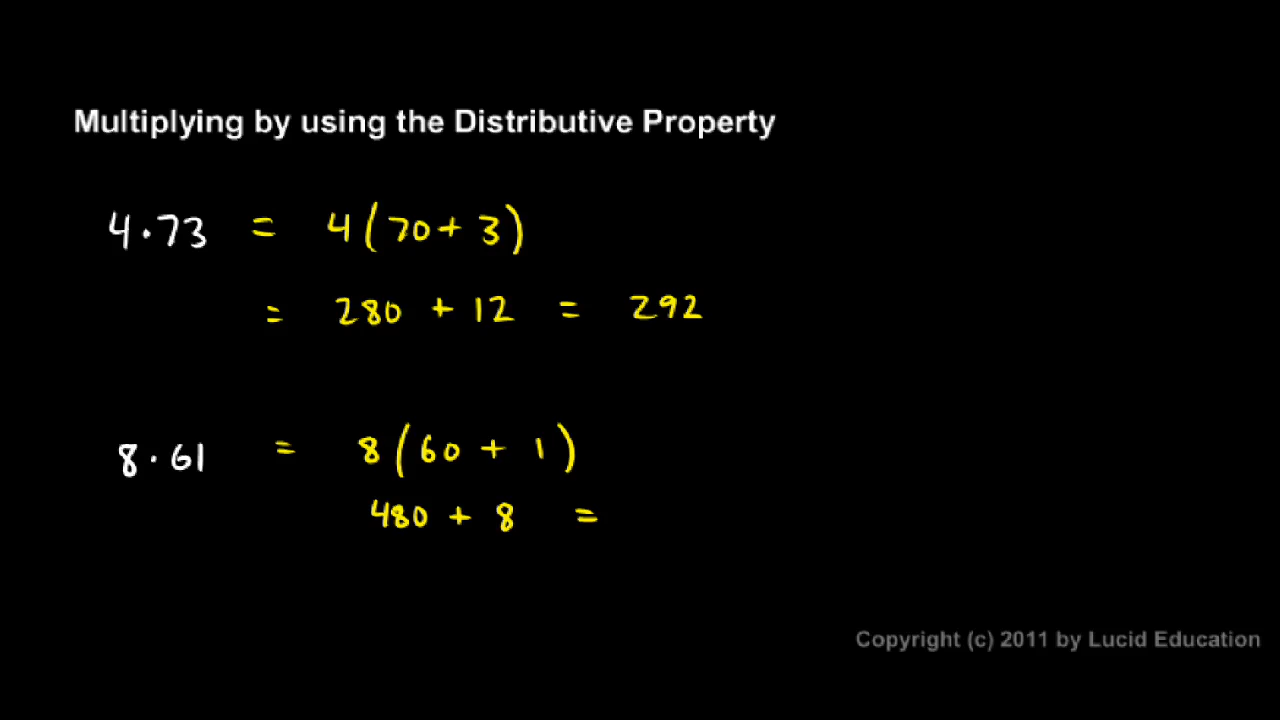 Multiplying by using the Distributive Property
4·73 = 4(70+3)
= 280 + 12 = 292
8·61 = 8(60 + 1)
480 + 8 =
Copyright (c) 2011 by Lucid Education